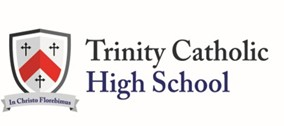 Trinity Catholic
High School
In Christo Florebimus